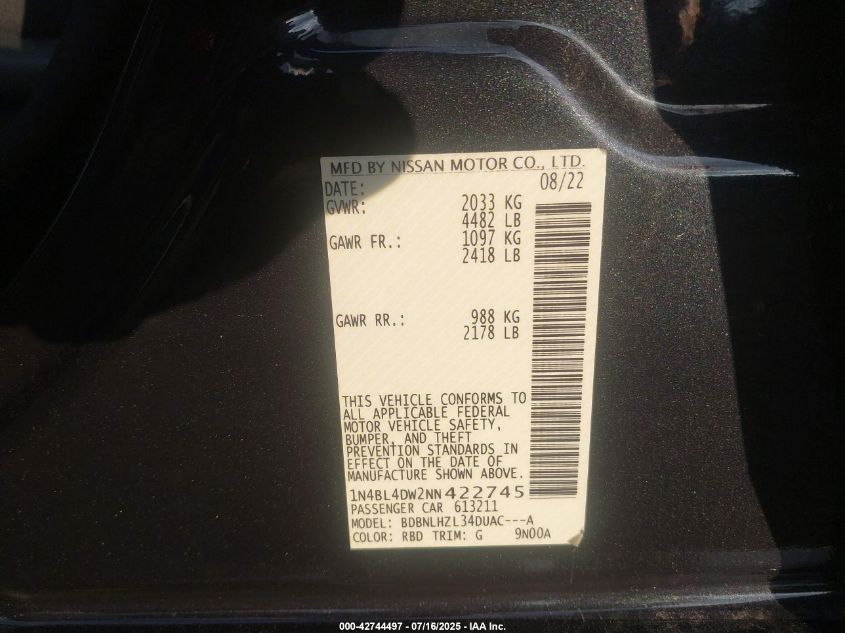 MFD BY NISSAN MOTOR CO., LTD.
DATE: 08/22
GVWR: 2033 KG
4482 LB
GAWR FR.: 1097 KG
2418 LB
GAWR RR.: 988 KG
2178 LB
THIS VEHICLE CONFORMS TO
ALL APPLICABLE FEDERAL
MOTOR VEHICLE SAFETY,
BUMPER, AND THEFT
PREVENTION STANDARDS IN
EFFECT ON THE DATE OF
MANUFACTURE SHOWN ABOVE.
1N4BL4DW2NN422745
PASSENGER CAR 613211
MODEL: BDBNLHZL34DUAC---A
COLOR: RBD TRIM: G 9N00A
000-42744497 - 07/16/2025 - IAA Inc.